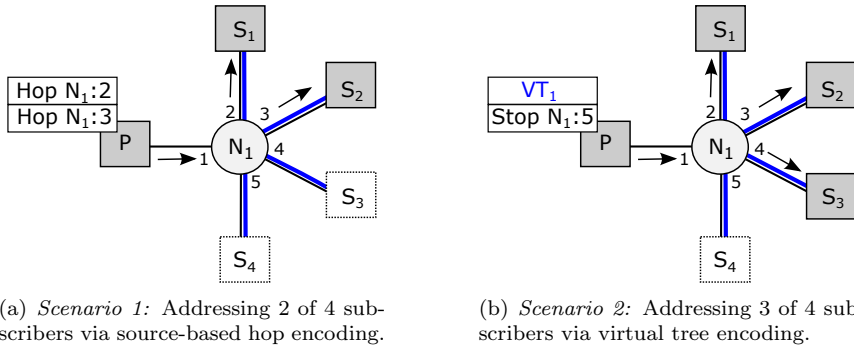 S1
S2
Hop N1:2
Hop N1:3
P
N1
1
2
3
4
5
S3
S4
(a) Scenario 1: Addressing 2 of 4 sub-
scribers via source-based hop encoding.
S1
S2
VT1
Stop N1:5
P
N1
1
2
3
4
5
S3
S4
(b) Scenario 2: Addressing 3 of 4 sub
scribers via virtual tree encoding.